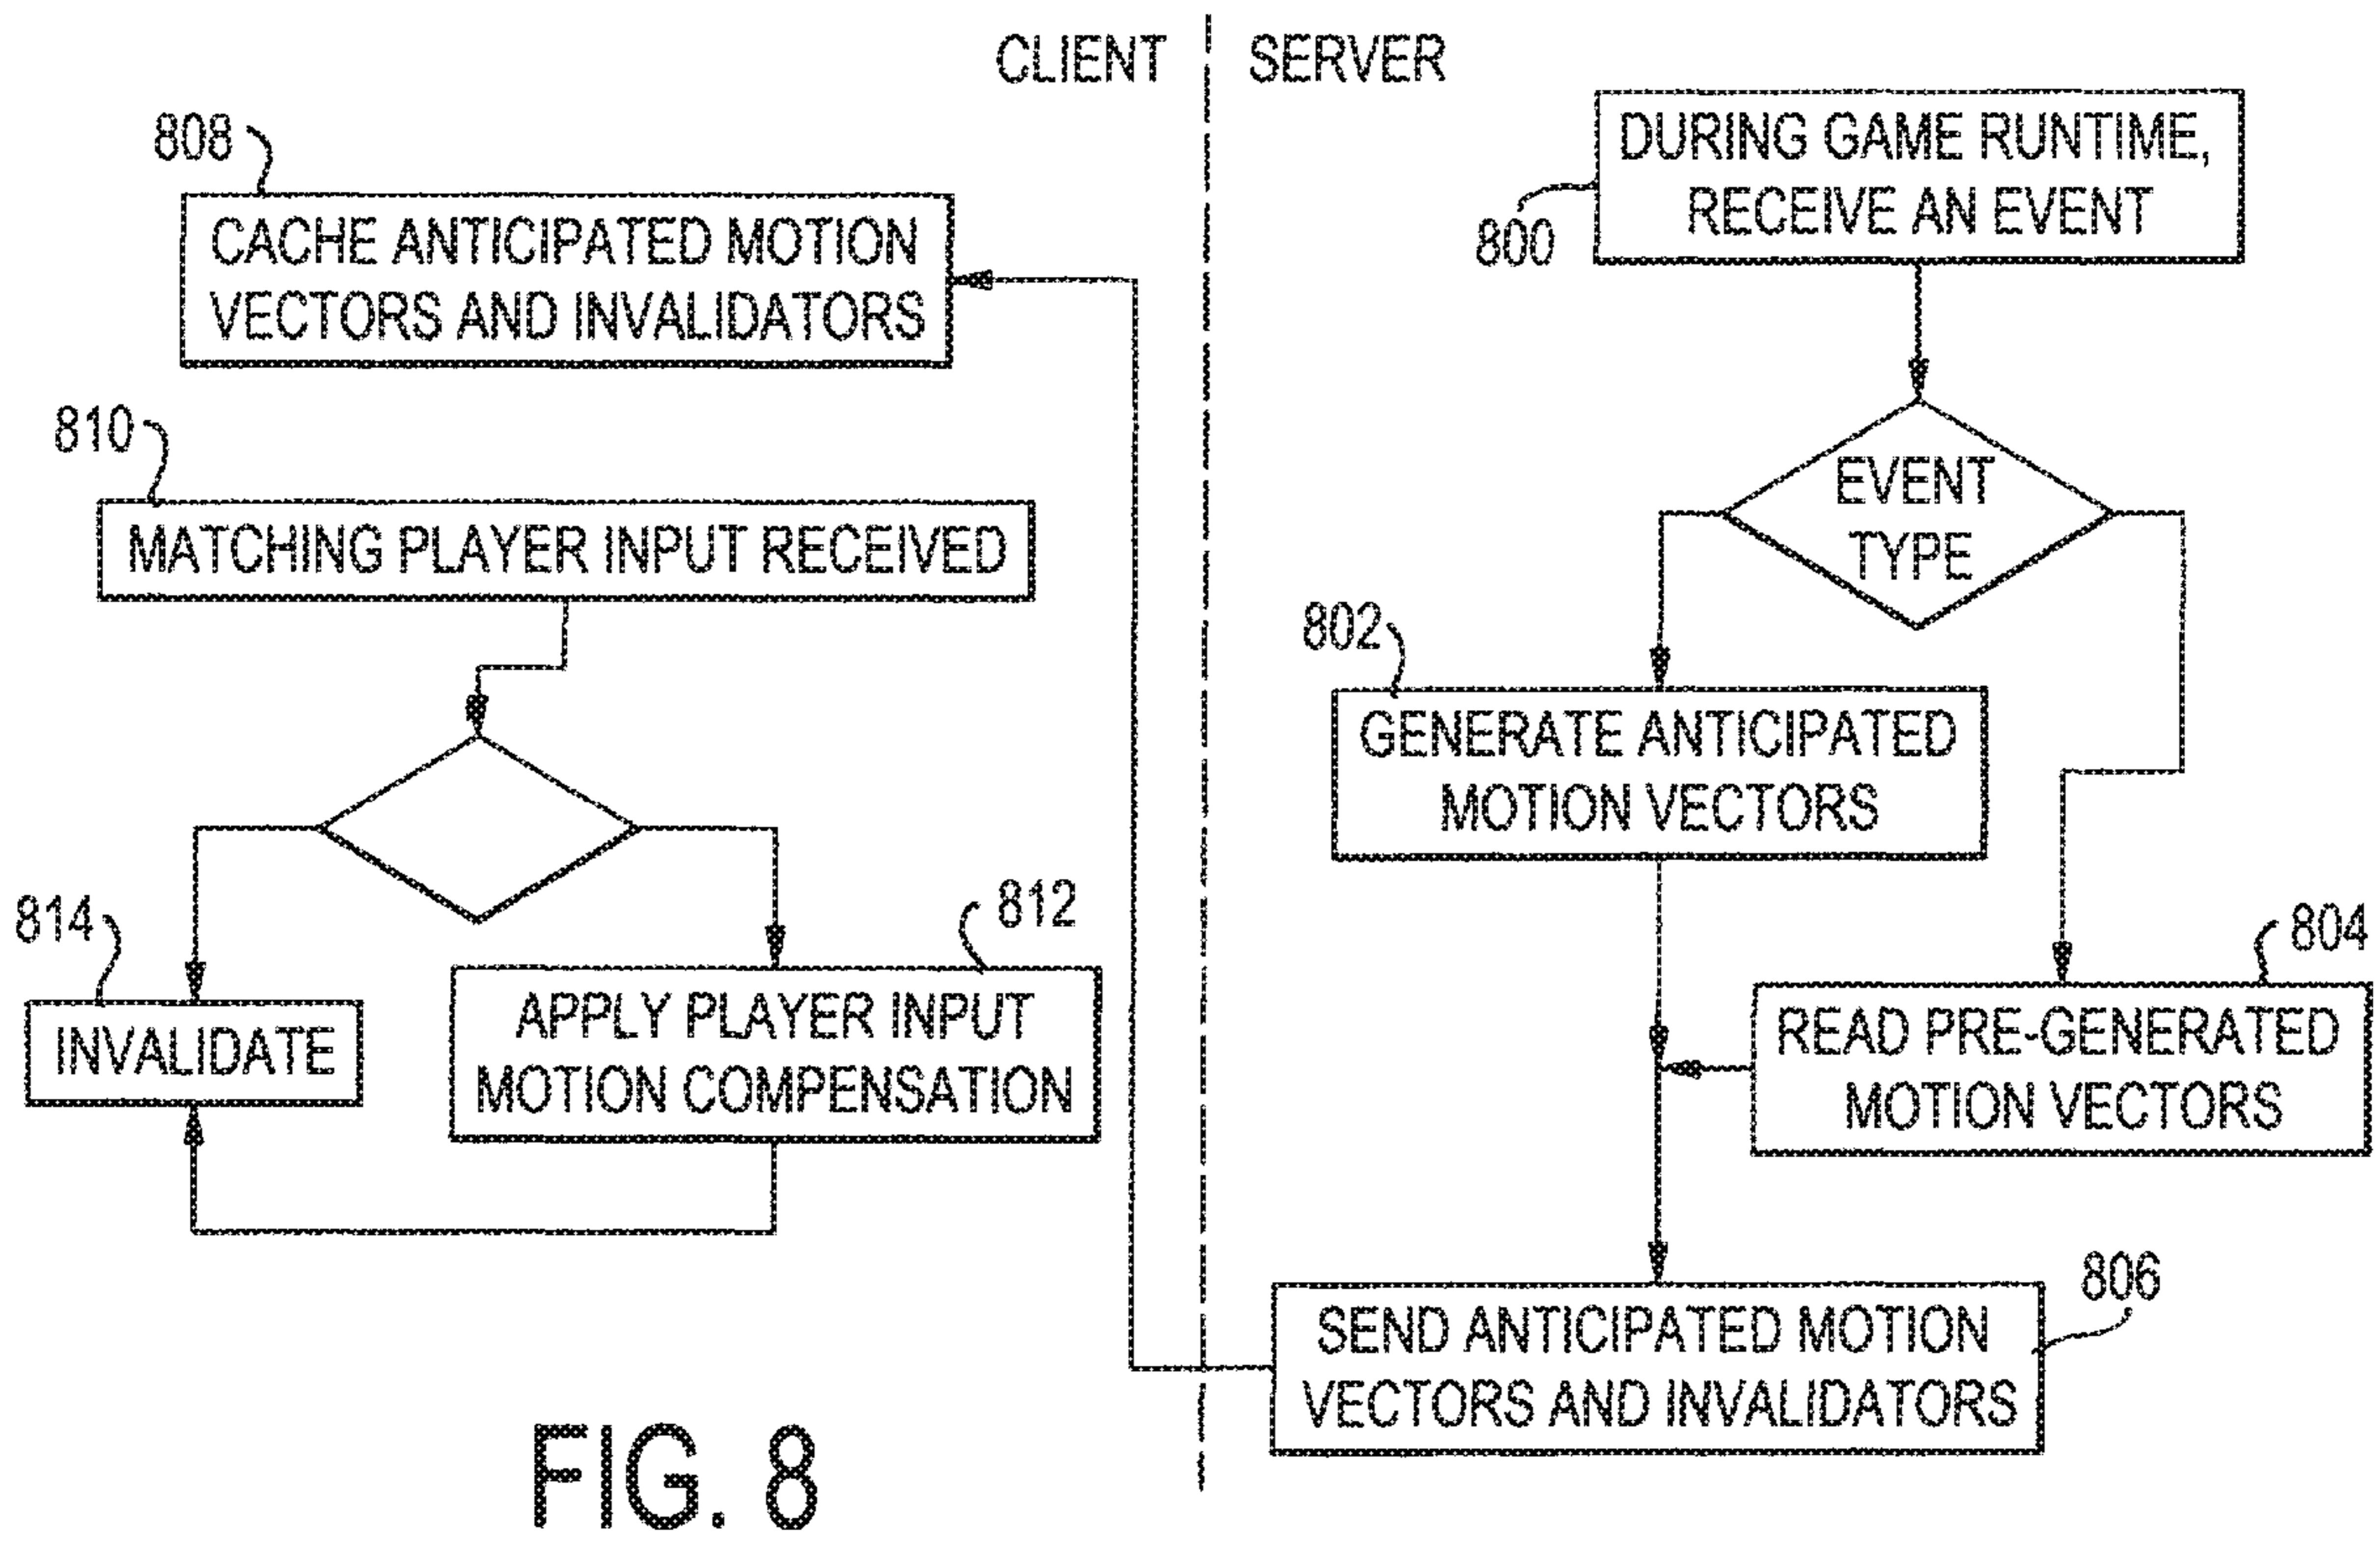 CLIENT
SERVER
808
CACHE ANTICIPATED MOTION
VECTORS AND INVALIDATORS
810
MATCHING PLAYER INPUT RECEIVED
814
INVALIDATE
812
APPLY PLAYER INPUT
MOTION COMPENSATION
DURING GAME RUNTIME,
RECEIVE AN EVENT
800
EVENT
TYPE
802
GENERATE ANTICIPATED
MOTION VECTORS
804
READ PRE-GENERATED
MOTION VECTORS
806
SEND ANTICIPATED MOTION
VECTORS AND INVALIDATORS
FIG. 8